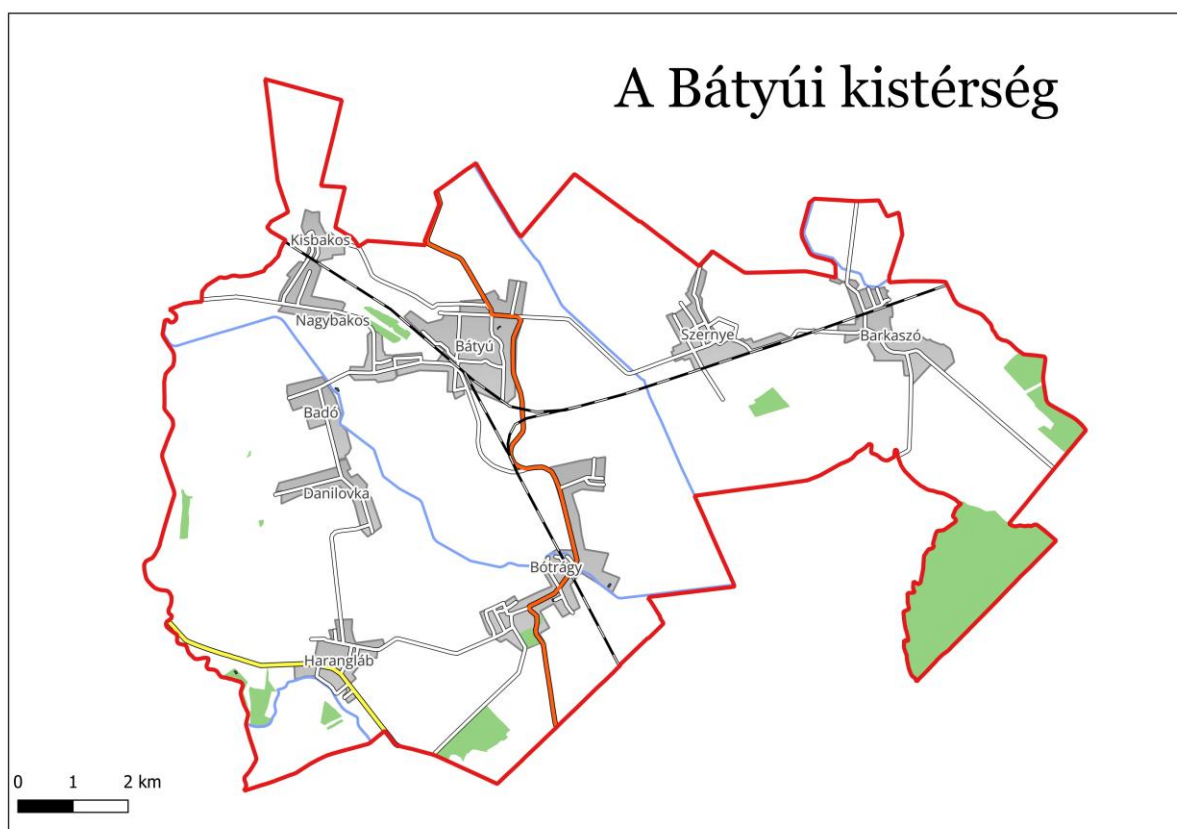 A Bátyúi kistérség
Kisbakos
Nagybakos
Bátyú
Szernye
Barkaszó
Badó
Danilovka
Bótrágy
Harangláb
0 1 2 km